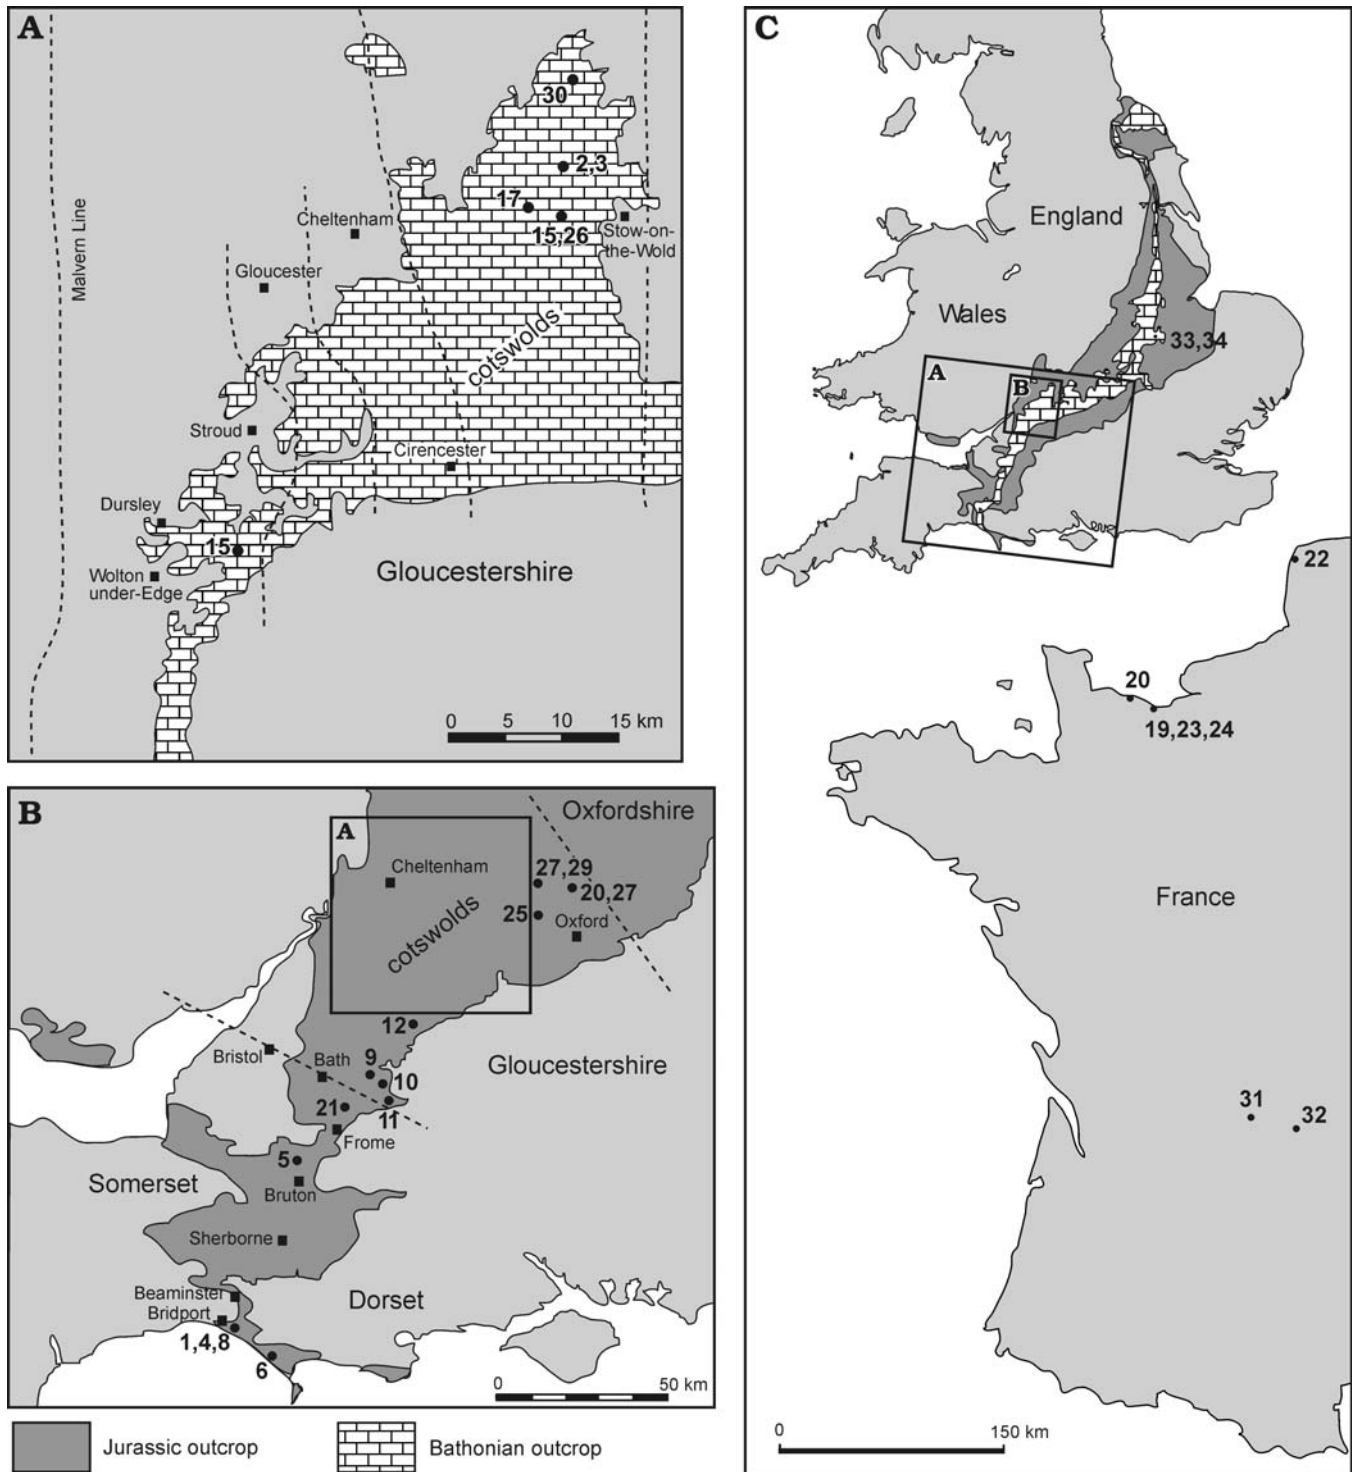 A
30
2,3
17
15,26
Cheltenham
Stow-on-
the-Wold
Malvern Line
Gloucester
cotswolds
Stroud
Cirencester
Dursley
15
Wolton
under-Edge
Gloucestershire
0 5 10 15 km
B
Oxfordshire
A
Cheltenham
27,29
20,27
25
Oxford
cotswolds
12
Bristol
Bath
9
Gloucestershire
10
21
11
Frome
5
Somerset
Bruton
Sherborne
Beaminster
Dorset
Bridport
1,4,8
6
0 50 km
Jurassic outcrop
Bathonian outcrop
C
England
Wales
33,34
A
B
22
20
19,23,24
France
31
32
0 150 km